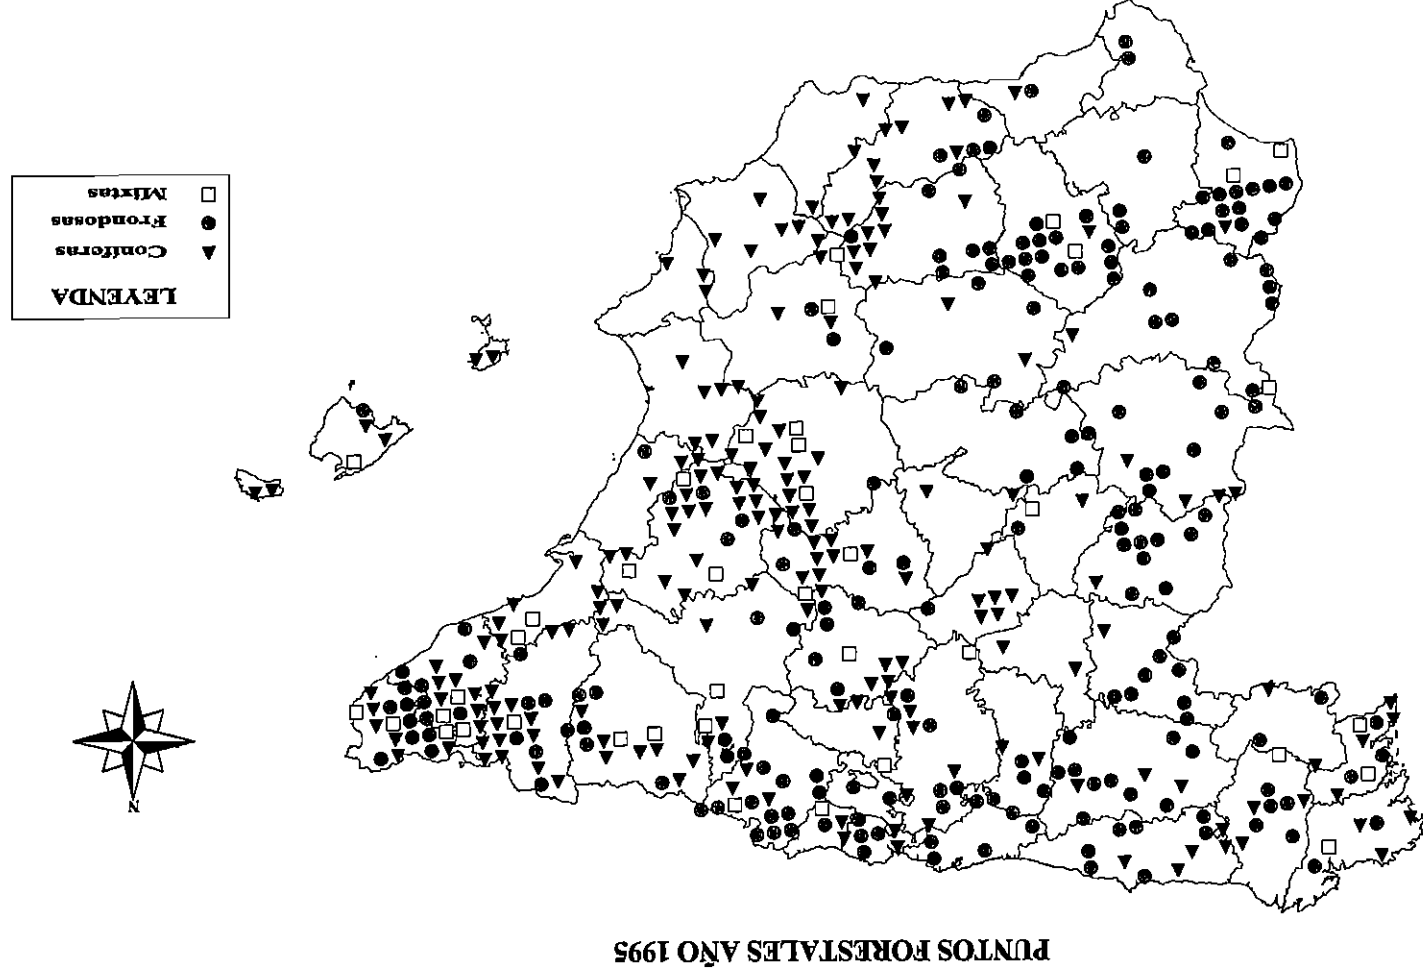 PUNTOS FORESTALES AÑO 1995
N
LEYENDA
Coníferas
Frondosas
Mixtas